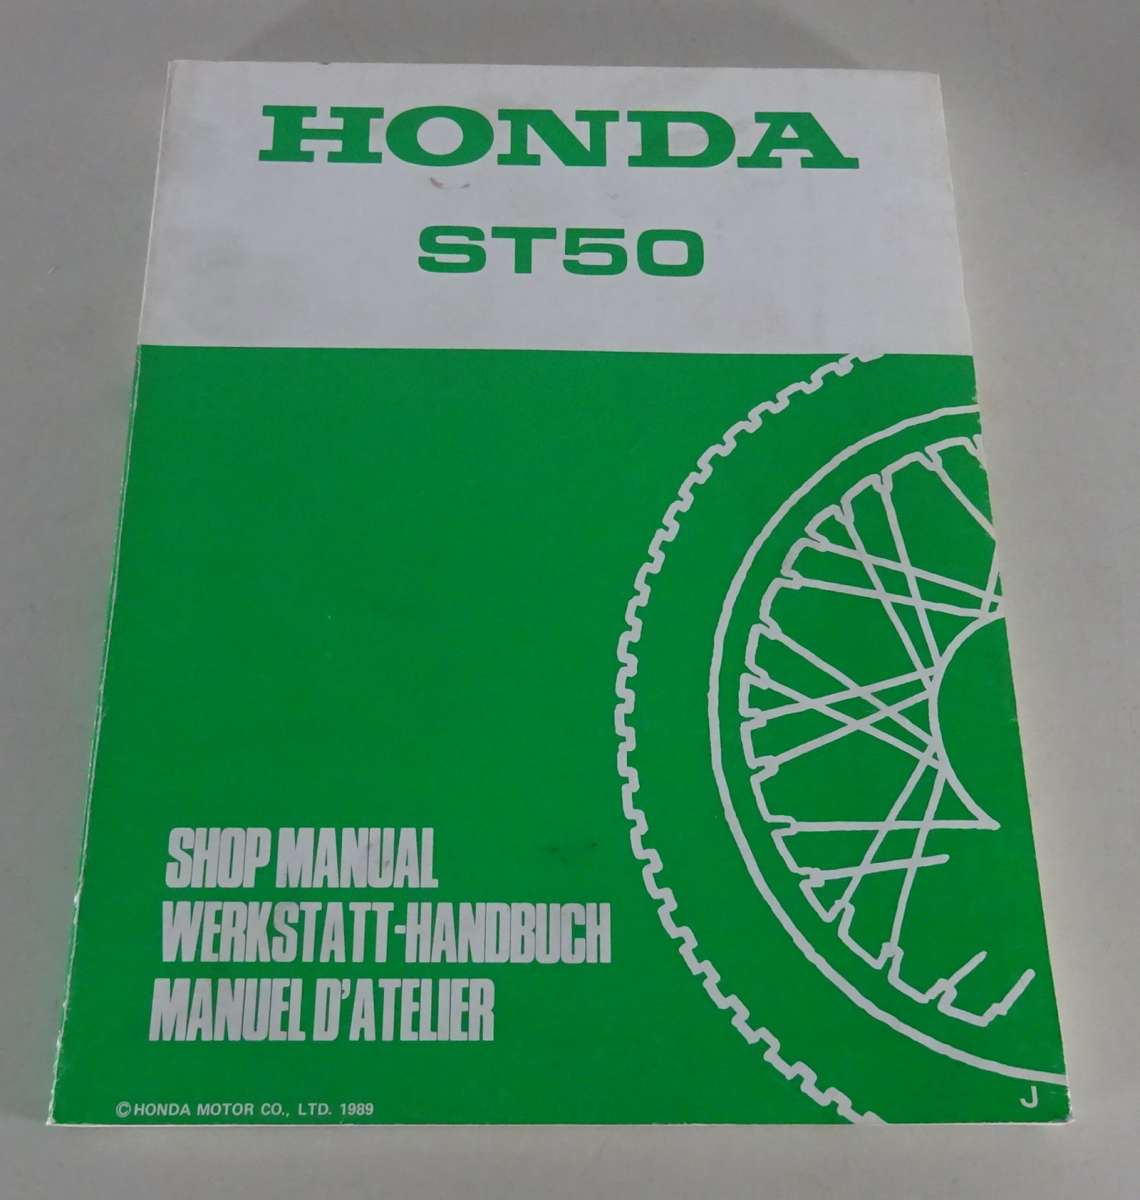 HONDA
ST50
SHOP MANUAL
WERKSTATT-HANDBUCH
MANUEL D'ATELIER
©HONDA MOTOR CO., LTD. 1989
J